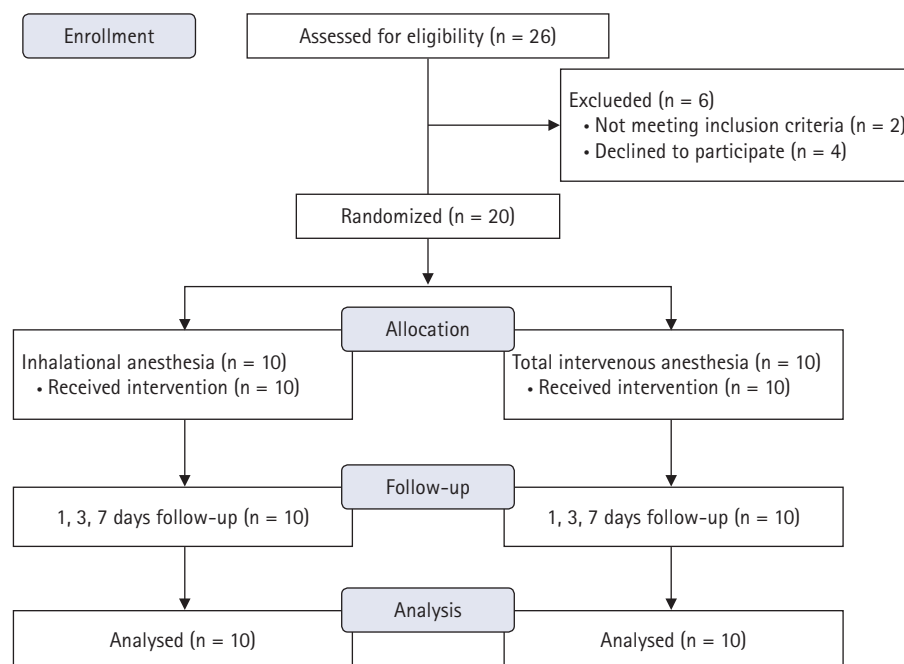 Enrollment
Assessed for eligibility (n = 26)
Exclueded (n = 6)
• Not meeting inclusion criteria (n = 2)
• Declined to participate (n = 4)
Randomized (n = 20)
Allocation
Inhalational anesthesia (n = 10)
• Received intervention (n = 10)
Total intervenous anesthesia (n = 10)
• Received intervention (n = 10)
Follow-up
1, 3, 7 days follow-up (n = 10)
1, 3, 7 days follow-up (n = 10)
Analysis
Analysed (n = 10)
Analysed (n = 10)